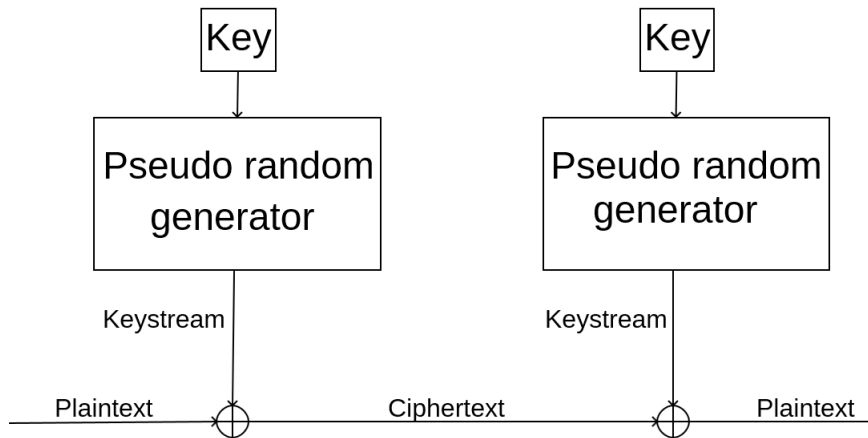 Key
Key
Pseudo random
generator
Pseudo random
generator
Keystream
Keystream
Plaintext
Ciphertext
Plaintext